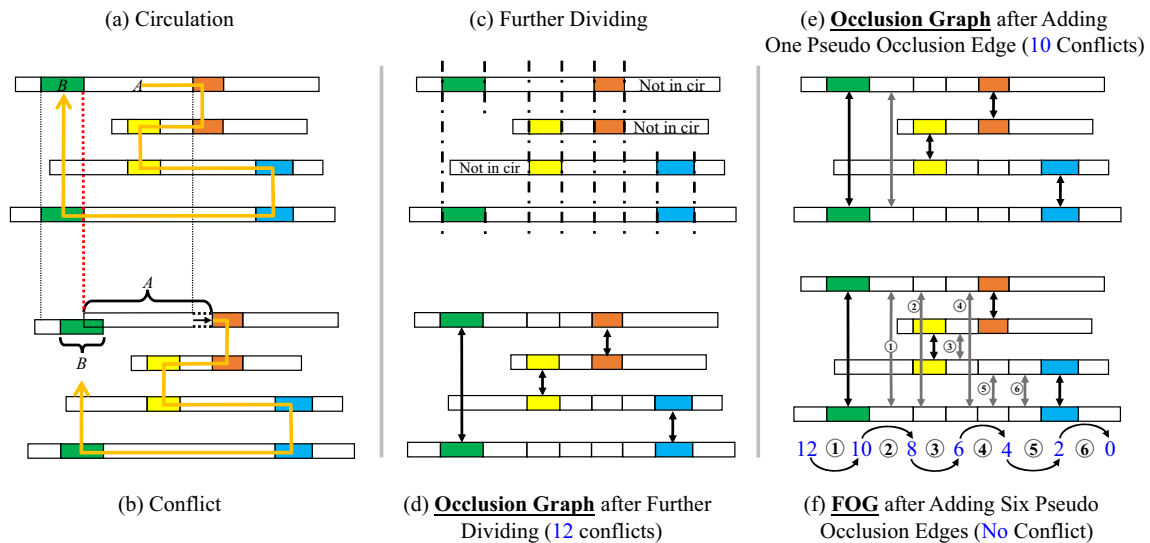 (a) Circulation
B
A
A
B
(b) Conflict
(c) Further Dividing
Not in cir
Not in cir
Not in cir
(d) Occlusion Graph after Further
Dividing (12 conflicts)
(e) Occlusion Graph after Adding
One Pseudo Occlusion Edge (10 Conflicts)
② ④
① ③
⑤ ⑥
12 ① 10 ② 8 ③ 6 ④ 4 ⑤ 2 ⑥ 0
(f) FOG after Adding Six Pseudo
Occlusion Edges (No Conflict)